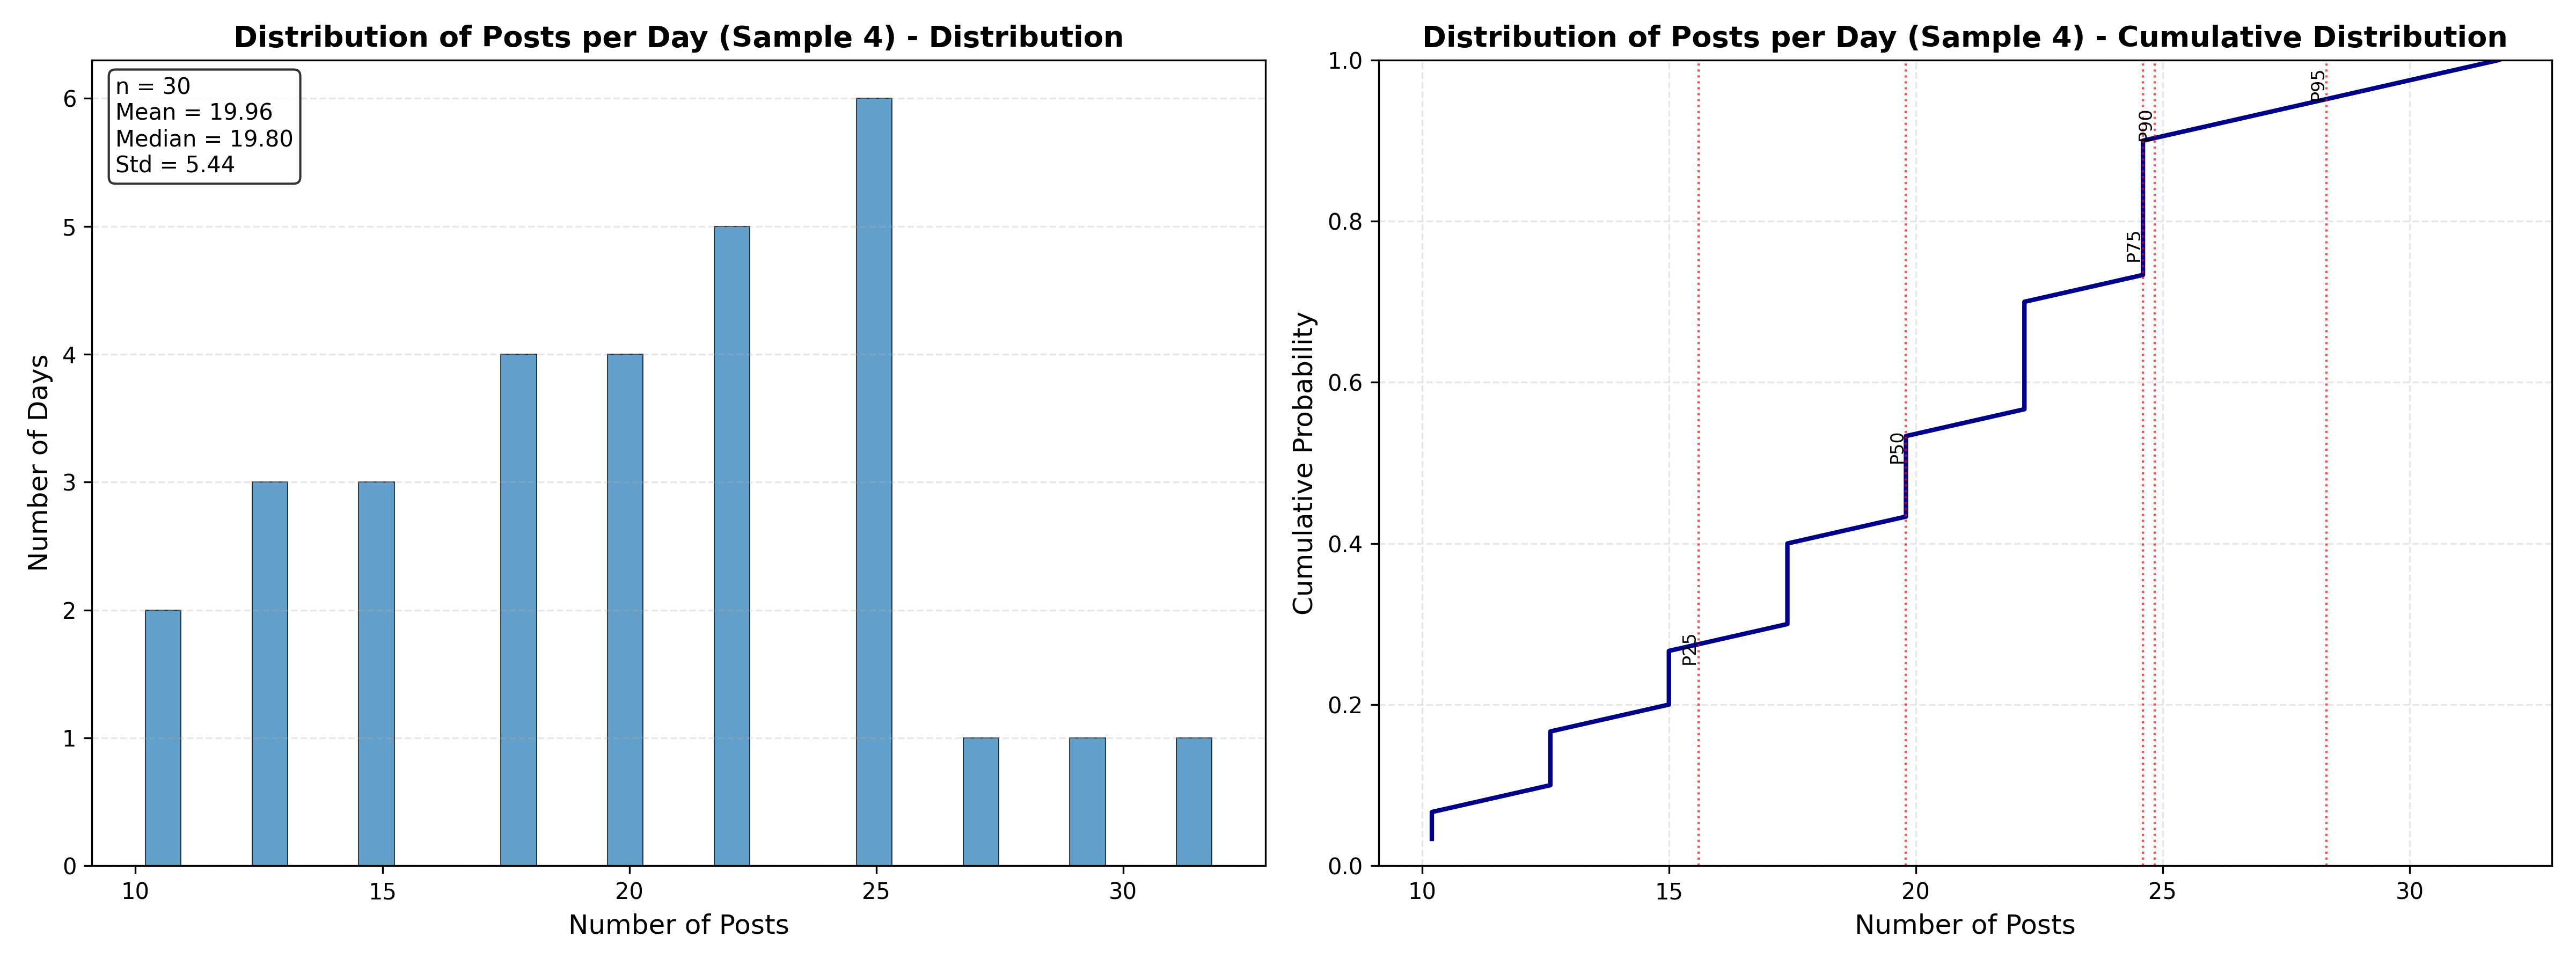 Distribution of Posts per Day (Sample 4) - Distribution
n = 30
Mean = 19.96
Median = 19.80
Std = 5.44
6
5
4
3
2
1
0
Number of Days
10 15 20 25 30
Number of Posts
Distribution of Posts per Day (Sample 4) - Cumulative Distribution
1.0
0.8
0.6
0.4
0.2
0.0
Cumulative Probability
P25
P50
P75
P90
P95
10 15 20 25 30
Number of Posts